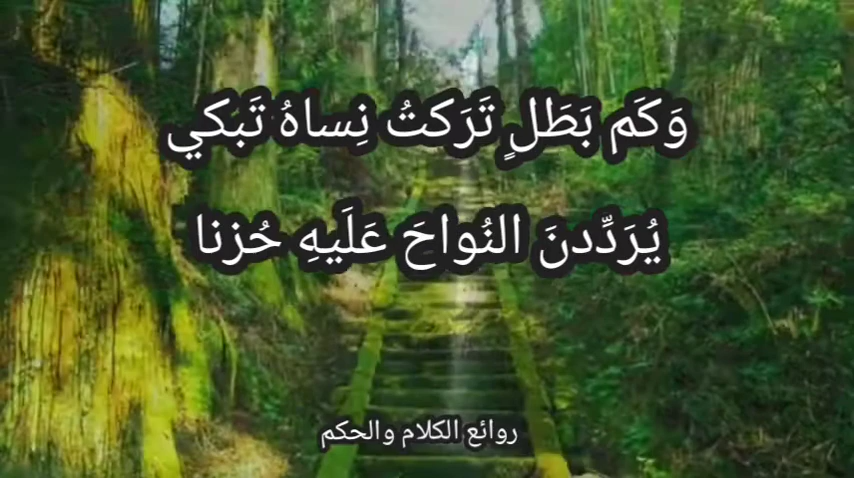 وَكَم بَطَلٍ تَرَكتُ نِساهُ تَبكي
يُرَدِّدنَ النُواحَ عَلَيهِ حُزنا
روائع الكلام والحكم